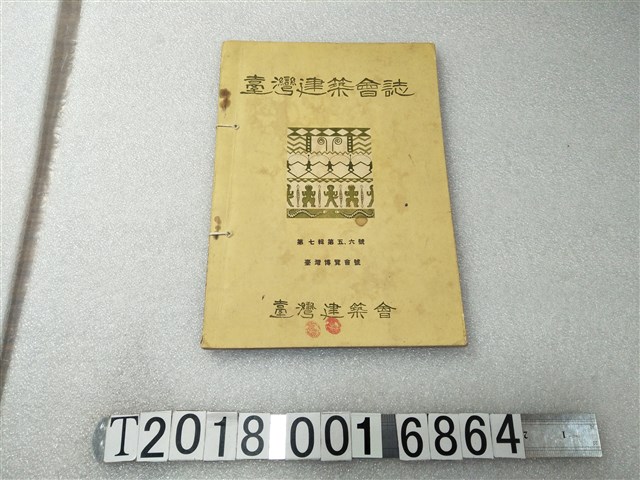 臺灣建築會誌
第七輯第五、六號
臺灣博覽會號
臺灣建築會
T2018 001 6864